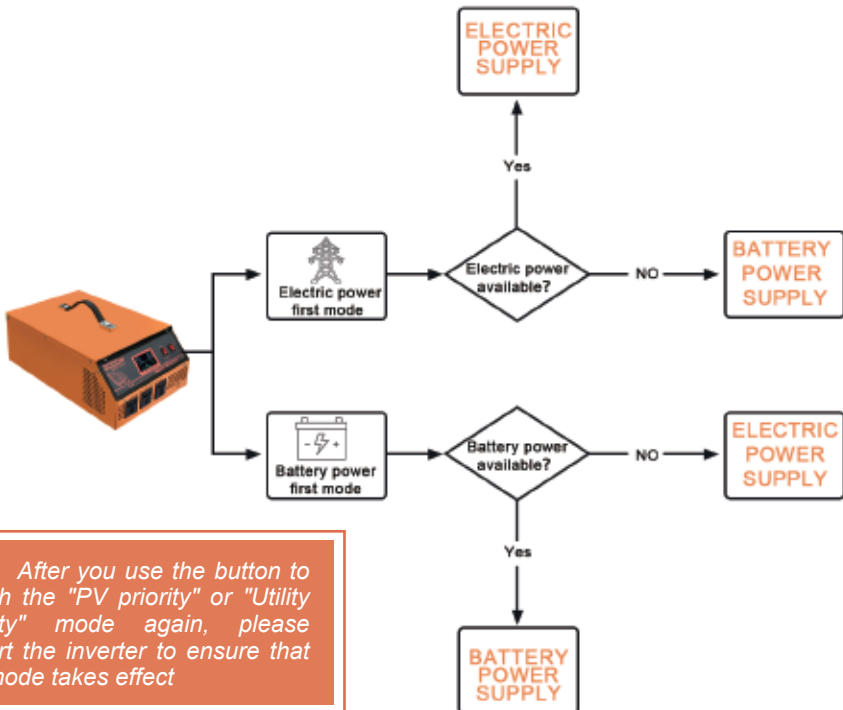 ELECTRIC
POWER
SUPPLY
Yes
Electric power
first mode
Electric power
available?
NO
BATTERY
POWER
SUPPLY
Battery power
first mode
Battery power
available?
NO
ELECTRIC
POWER
SUPPLY
Yes
BATTERY
POWER
SUPPLY
After you use the button to
the "PV priority" or "Utility
mode again, please
the inverter to ensure that
takes effect